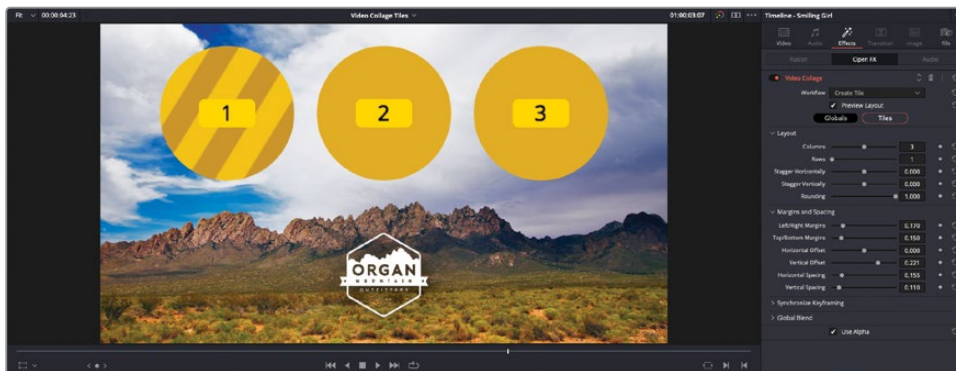 Fit 00:00:04:23 Video Collage Tiles 01:00:03:07 Timeline - Smiling Girl
Video Audio Effects Transition Image File
Fusion Open FX Audio
Video Collage
Workflow Create Tile
Preview Layout
Globals Tiles
Layout
Columns 3
Rows 1
Stagger Horizontally 0.000
Stagger Vertically 0.000
Rounding 1.000
Margins and Spacing
Left/Right Margins 0.170
Top/Bottom Margins 0.150
Horizontal Offset 0.000
Vertical Offset 0.221
Horizontal Spacing 0.155
Vertical Spacing 0.110
Synchronize Keyframing
Global Blend
Use Alpha
1 2 3
ORGAN
MOUNTAIN
OUTFITTERS